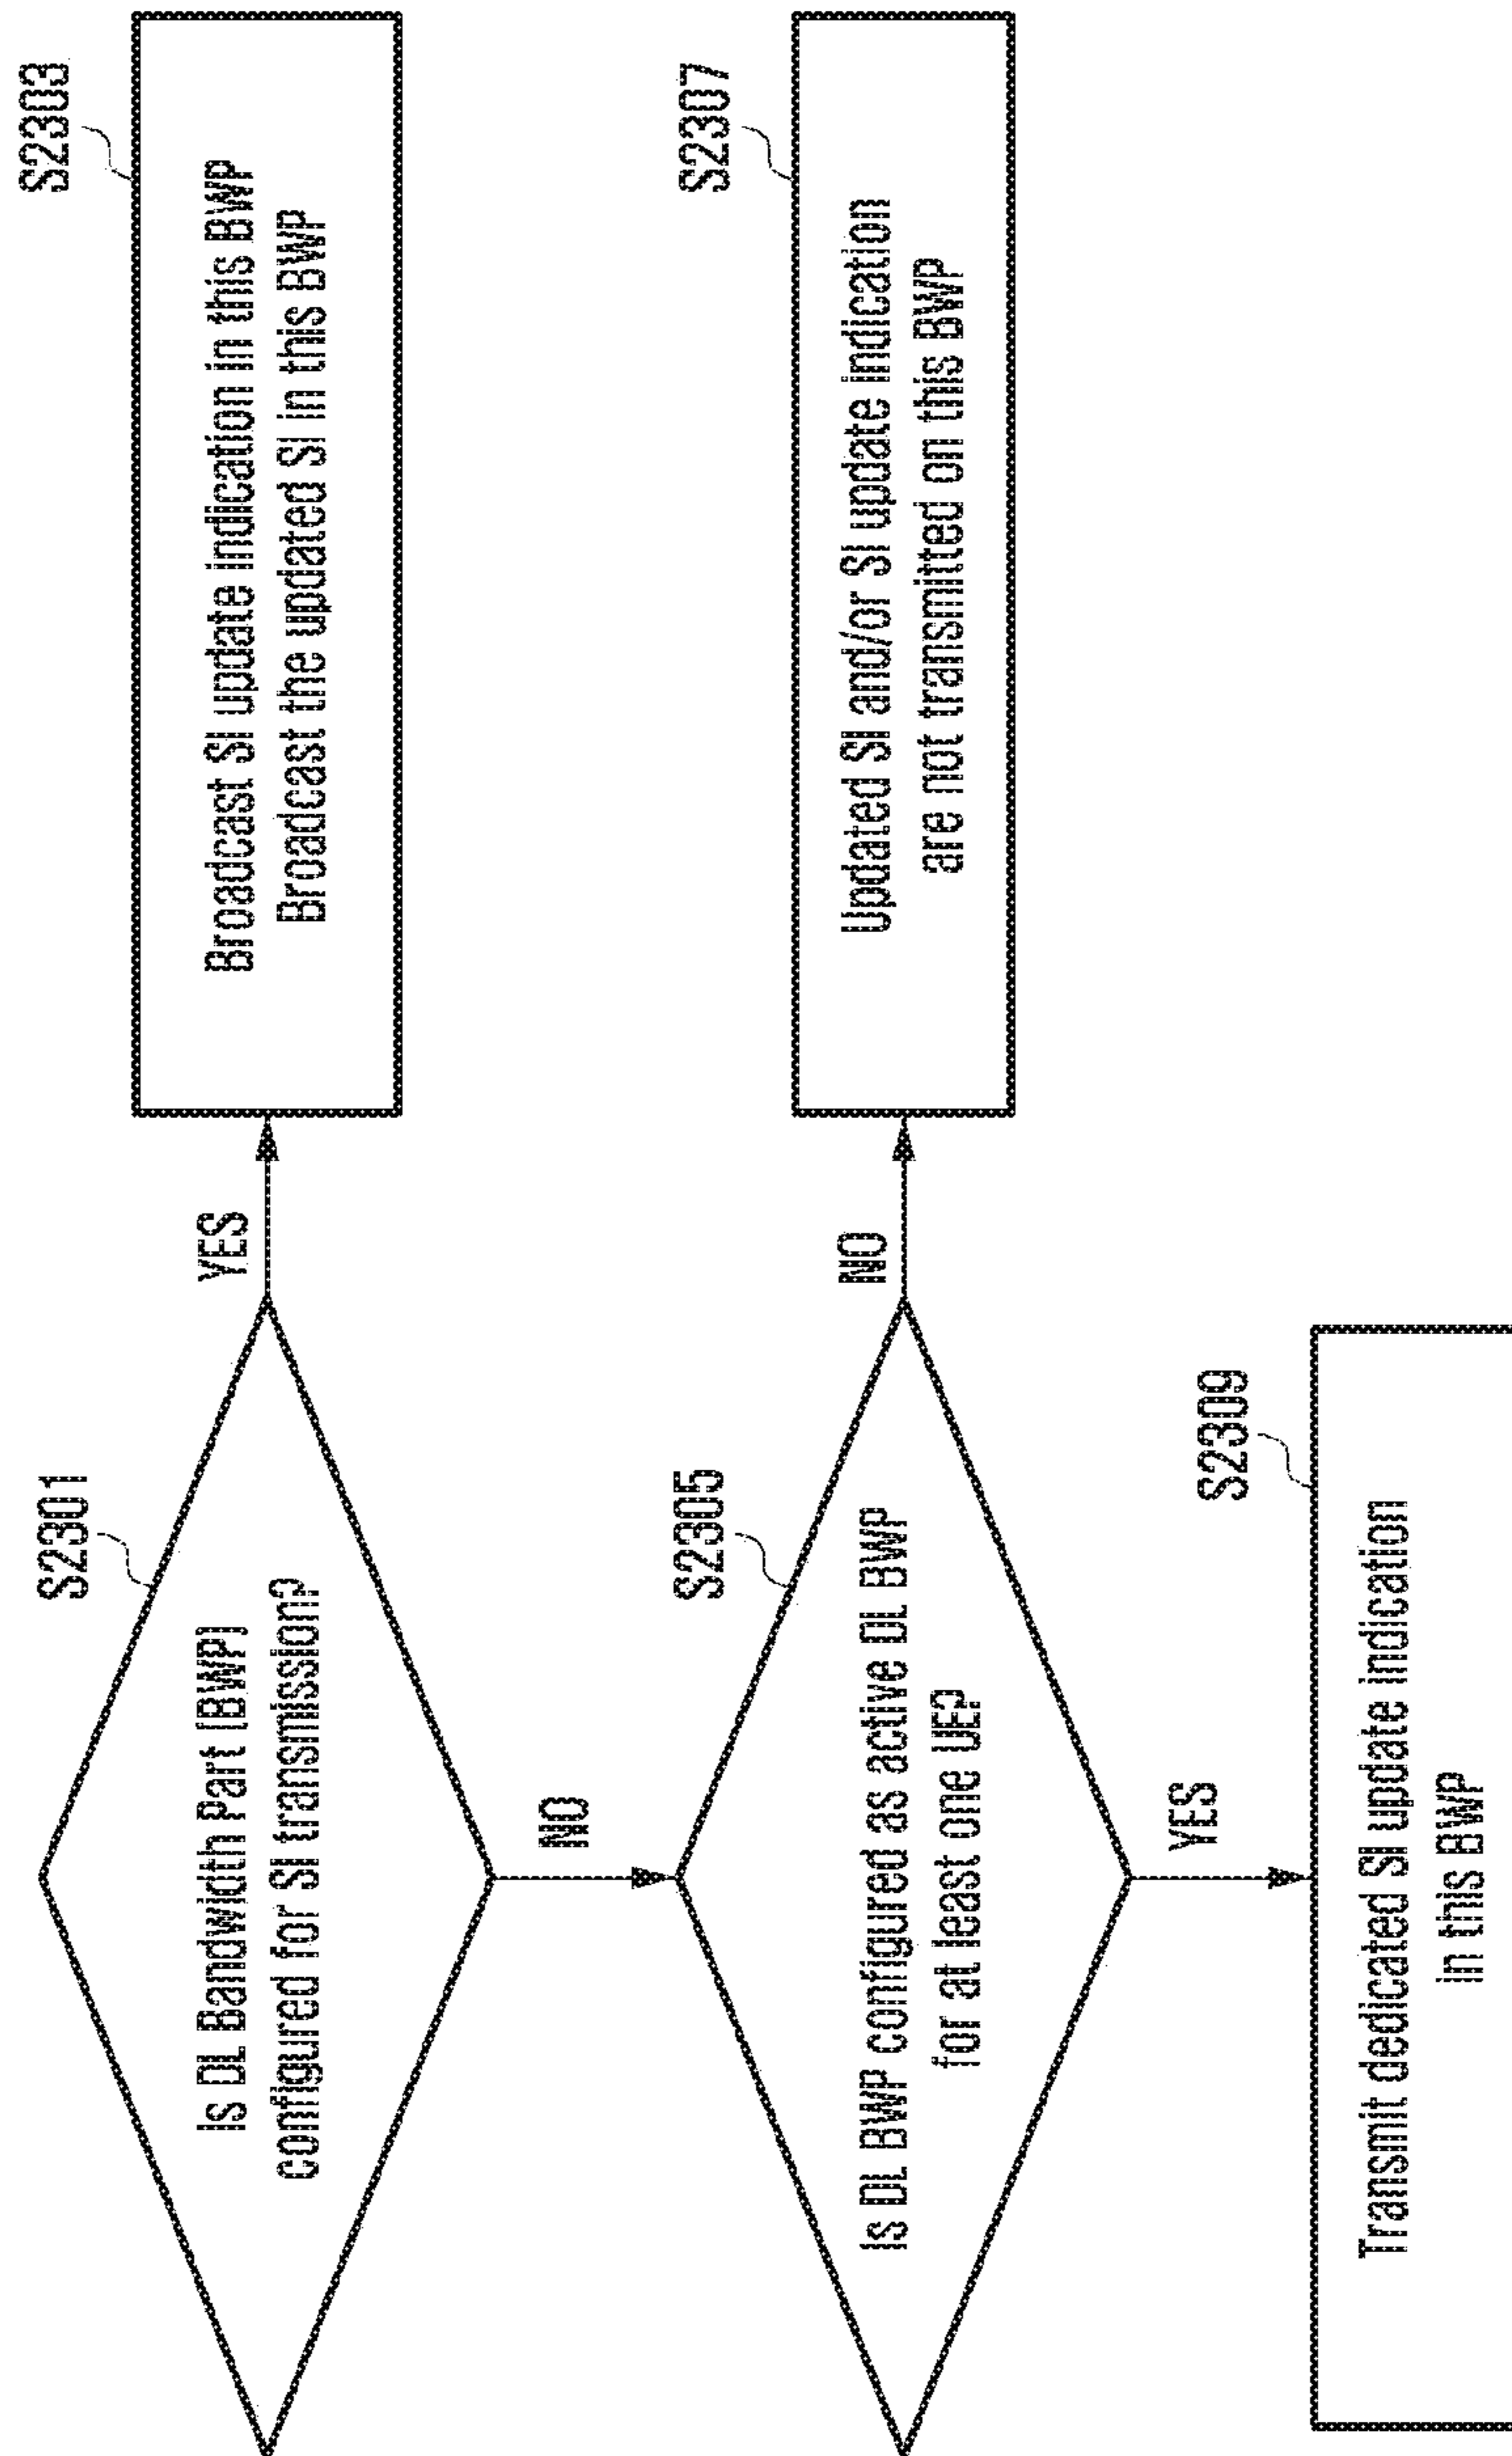 S2301
Is DL Bandwidth Part (BWP)
configured for SI transmission?
YES
S2303
Broadcast SI update indication in this BWP
Broadcast the updated SI in this BWP
NO
S2305
Is DL BWP configured as active DL BWP
for at least one UE?
NO
S2307
Updated SI and/or SI update indication
are not transmitted on this BWP
YES
S2309
Transmit dedicated SI update indication
in this BWP